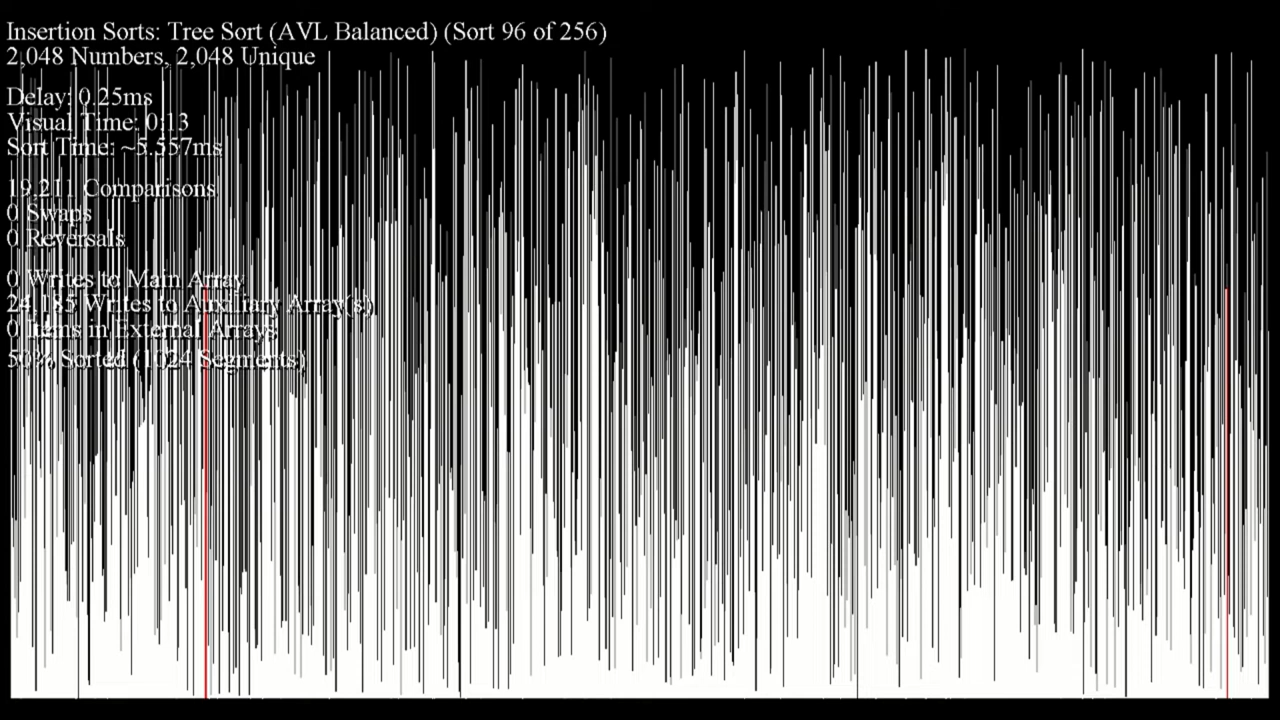 Insertion Sorts: Tree Sort (AVL Balanced) (Sort 96 of 256)
2,048 Numbers, 2,048 Unique
Delay: 0.25ms
Visual Time: 0:13
Sort Time: ~5.557ms
19,211 Comparisons
0 Swaps
0 Reversals
0 Writes to Main Array
24,185 Writes to Auxiliary Array(s)
0 Items in External Arrays
50% Sorted (1024 Segments)